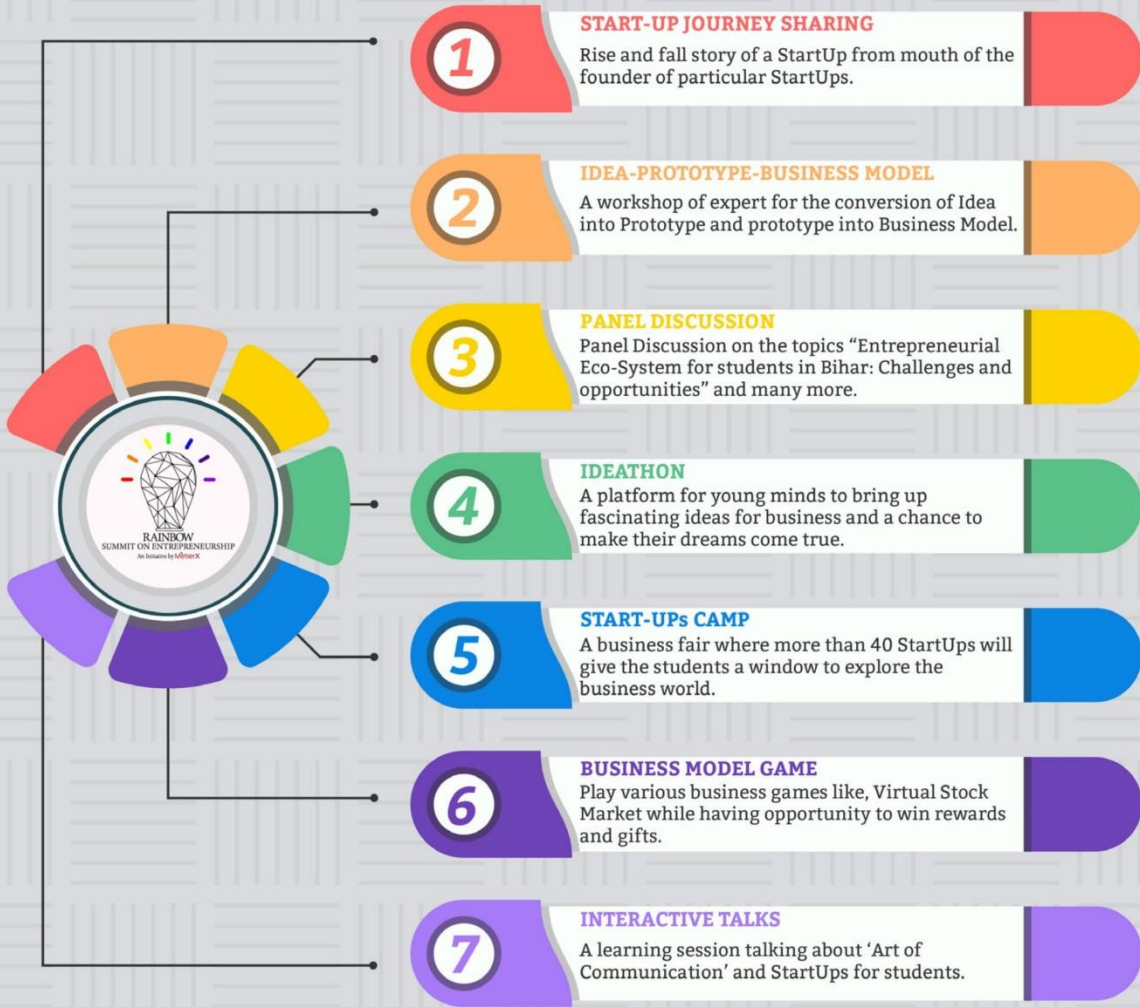 1
START-UP JOURNEY SHARING
Rise and fall story of a StartUp from mouth of the
founder of particular StartUps.
2
IDEA-PROTOTYPE-BUSINESS MODEL
A workshop of expert for the conversion of Idea
into Prototype and prototype into Business Model.
3
PANEL DISCUSSION
Panel Discussion on the topics “Entrepreneurial
Eco-System for students in Bihar: Challenges and
opportunities” and many more.
RAINBOW
SUMMIT ON ENTREPRENEURSHIP
An Initiative by MetierX
4
IDEATHON
A platform for young minds to bring up
fascinating ideas for business and a chance to
make their dreams come true.
5
START-UPs CAMP
A business fair where more than 40 StartUps will
give the students a window to explore the
business world.
6
BUSINESS MODEL GAME
Play various business games like, Virtual Stock
Market while having opportunity to win rewards
and gifts.
7
INTERACTIVE TALKS
A learning session talking about ‘Art of
Communication’ and StartUps for students.